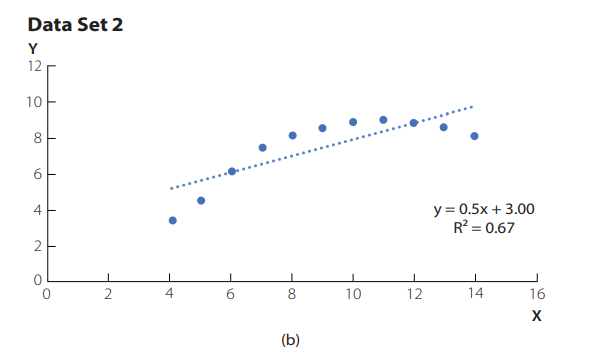 Data Set 2
Y
12
10
8
6
4
2
0
y = 0.5x + 3.00
R² = 0.67
0 2 4 6 8 10 12 14 16
X
(b)